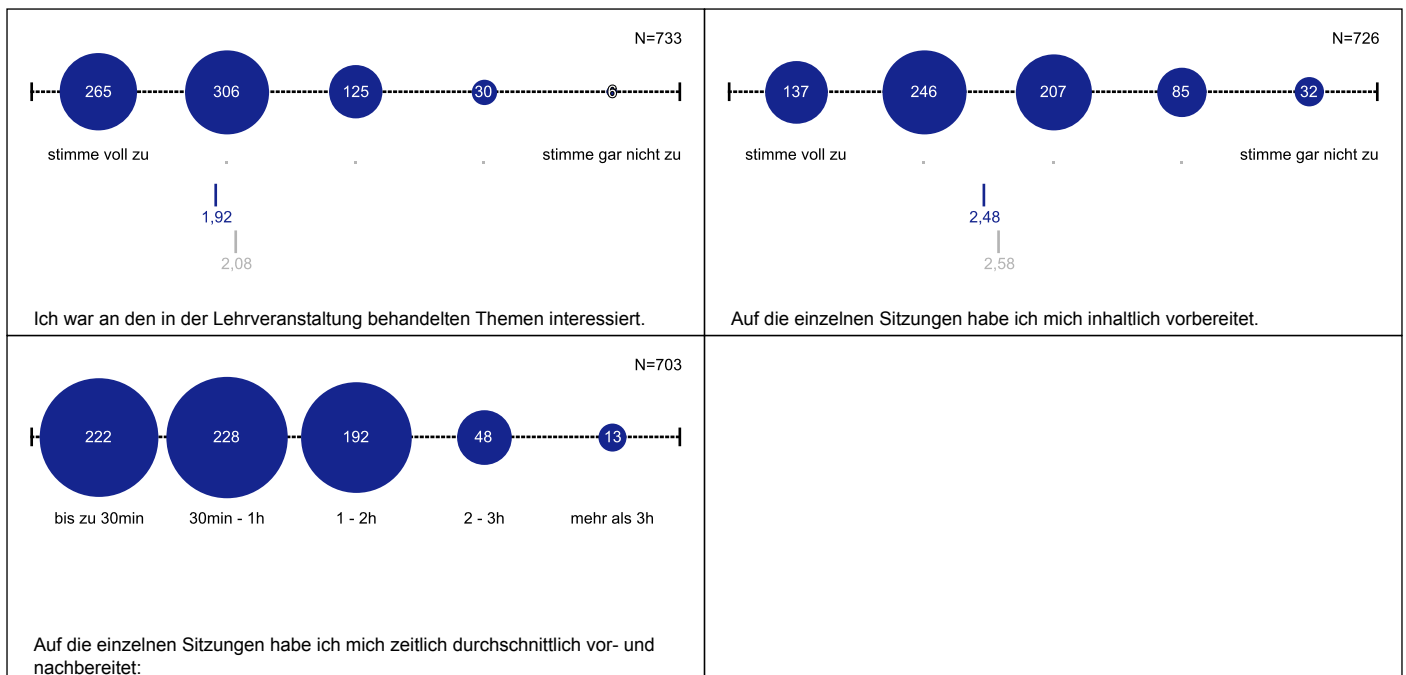 N=733
265 306 125 30 6
stimme voll zu . . . stimme gar nicht zu
1,92
2,08
Ich war an den in der Lehrveranstaltung behandelten Themen interessiert.
N=726
137 246 207 85 32
stimme voll zu . . . stimme gar nicht zu
2,48
2,58
Auf die einzelnen Sitzungen habe ich mich inhaltlich vorbereitet.
N=703
222 228 192 48 13
bis zu 30min 30min - 1h 1 - 2h 2 - 3h mehr als 3h
Auf die einzelnen Sitzungen habe ich mich zeitlich durchschnittlich vor- und
nachbereitet: